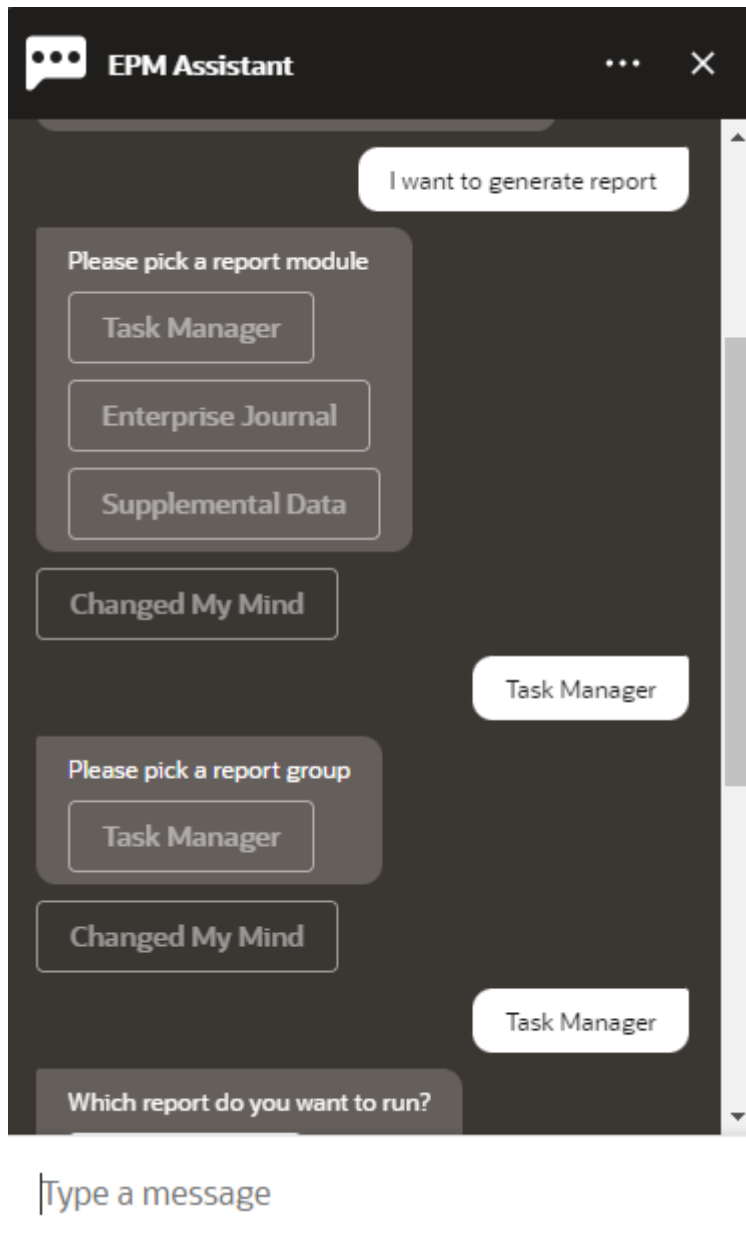 EPM Assistant
I want to generate report
Please pick a report module
Task Manager
Enterprise Journal
Supplemental Data
Changed My Mind
Task Manager
Please pick a report group
Task Manager
Changed My Mind
Task Manager
Which report do you want to run?
Type a message